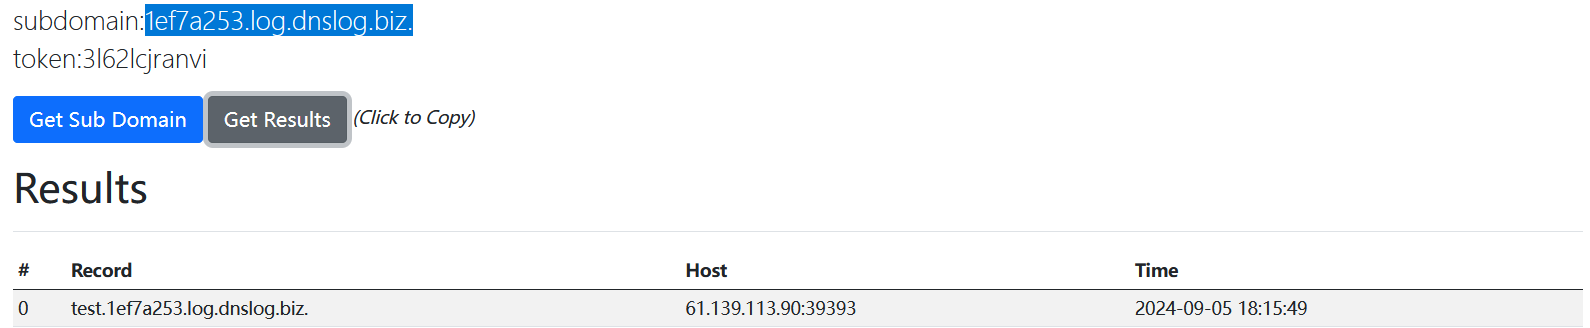 subdomain:1ef7a253.log.dnslog.biz.
token:3l62lcjranvi
Get Sub Domain Get Results (Click to Copy)
Results
# Record Host Time
0 test.1ef7a253.log.dnslog.biz. 61.139.113.90:39393 2024-09-05 18:15:49